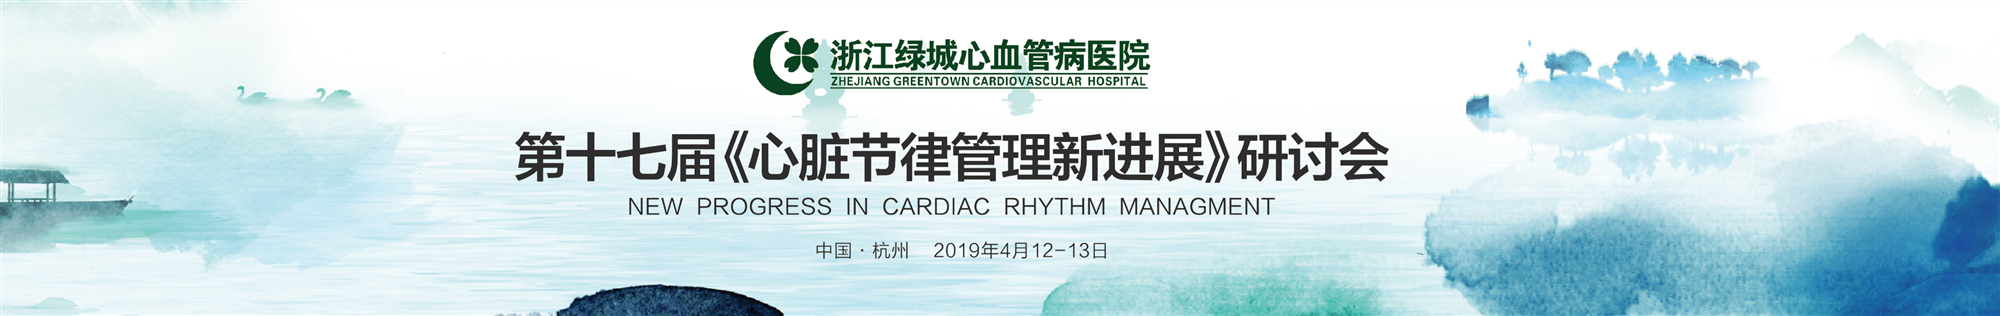 浙江绿城心血管病医院
ZHEJIANG GREENTOWN CARDIOVASCULAR HOSPITAL
第十七届《心脏节律管理新进展》研讨会
NEW PROGRESS IN CARDIAC RHYTHM MANAGMENT
中国·杭州 2019年4月12-13日